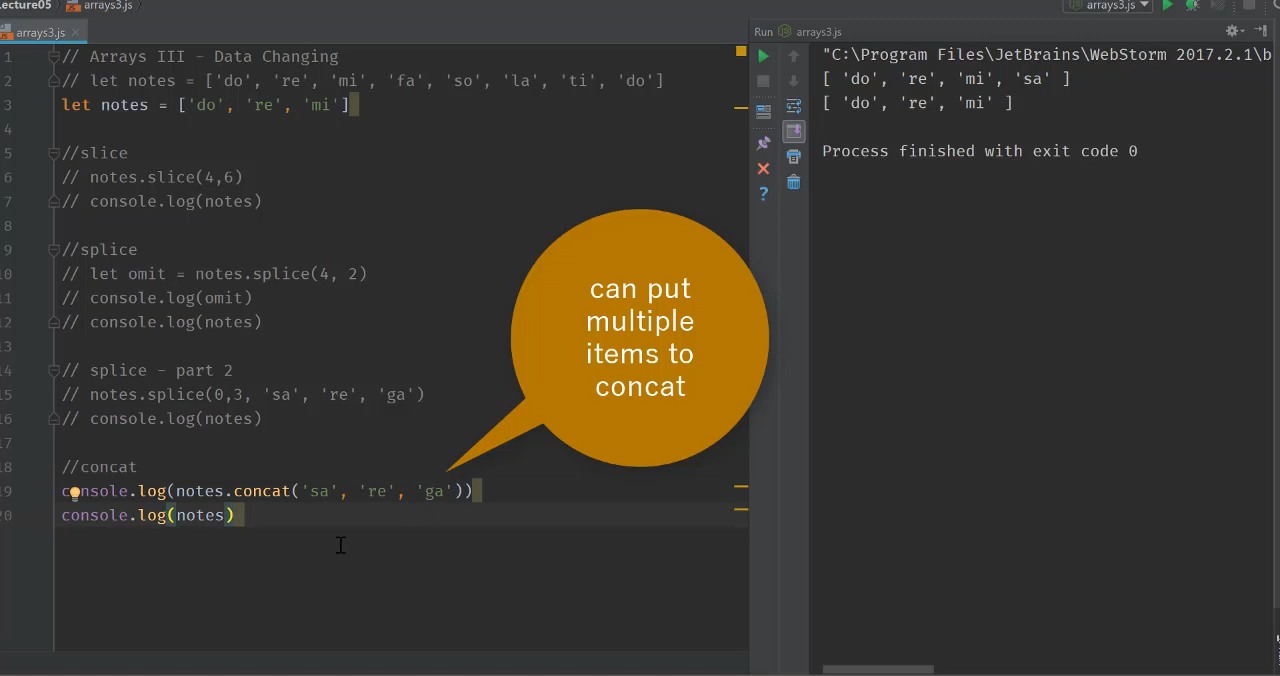 ecture05 arrays3.js
arrays3.js
arrays3.js
Run arrays3.js
1 // Arrays III - Data Changing
2 // let notes = ['do', 're', 'mi', 'fa', 'so', 'la', 'ti', 'do']
3 let notes = ['do', 're', 'mi']
4
5 //slice
6 // notes.slice(4,6)
7 // console.log(notes)
8
9 //splice
10 // let omit = notes.splice(4, 2)
11 // console.log(omit)
12 // console.log(notes)
13
14 // splice - part 2
15 // notes.splice(0,3, 'sa', 're', 'ga')
16 // console.log(notes)
17
18 //concat
19 console.log(notes.concat('sa', 're', 'ga'))
20 console.log(notes)
can put
multiple
items to
concat
"C:\Program Files\JetBrains\WebStorm 2017.2.1\b
[ 'do', 're', 'mi', 'sa' ]
[ 'do', 're', 'mi' ]
Process finished with exit code 0